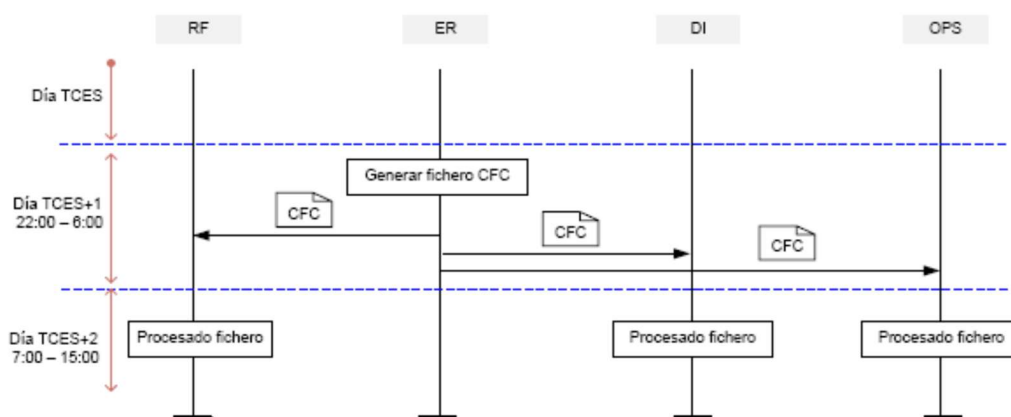 RF
ER
DI
OPS
Día TCES
Generar fichero CFC
Día TCES+1
22:00 – 6:00
CFC
CFC
CFC
Día TCES+2
7:00 – 15:00
Procesado fichero
Procesado fichero
Procesado fichero